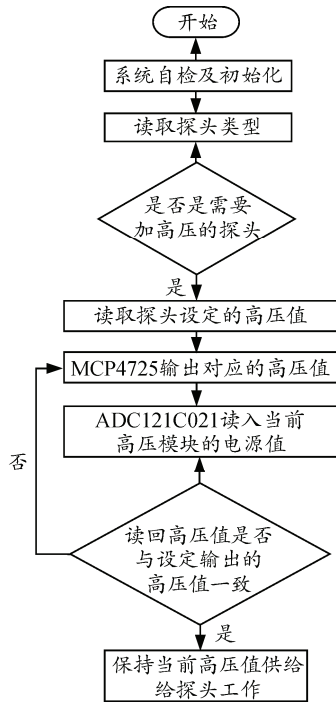 开始
系统自检及初始化
读取探头类型
是否是需要
加高压的探头
是
读取探头设定的高压值
MCP4725输出对应的高压值
ADC121C021读入当前
高压模块的电源值
否
读回高压值是否
与设定输出的
高压值一致
是
保持当前高压值供给
给探头工作